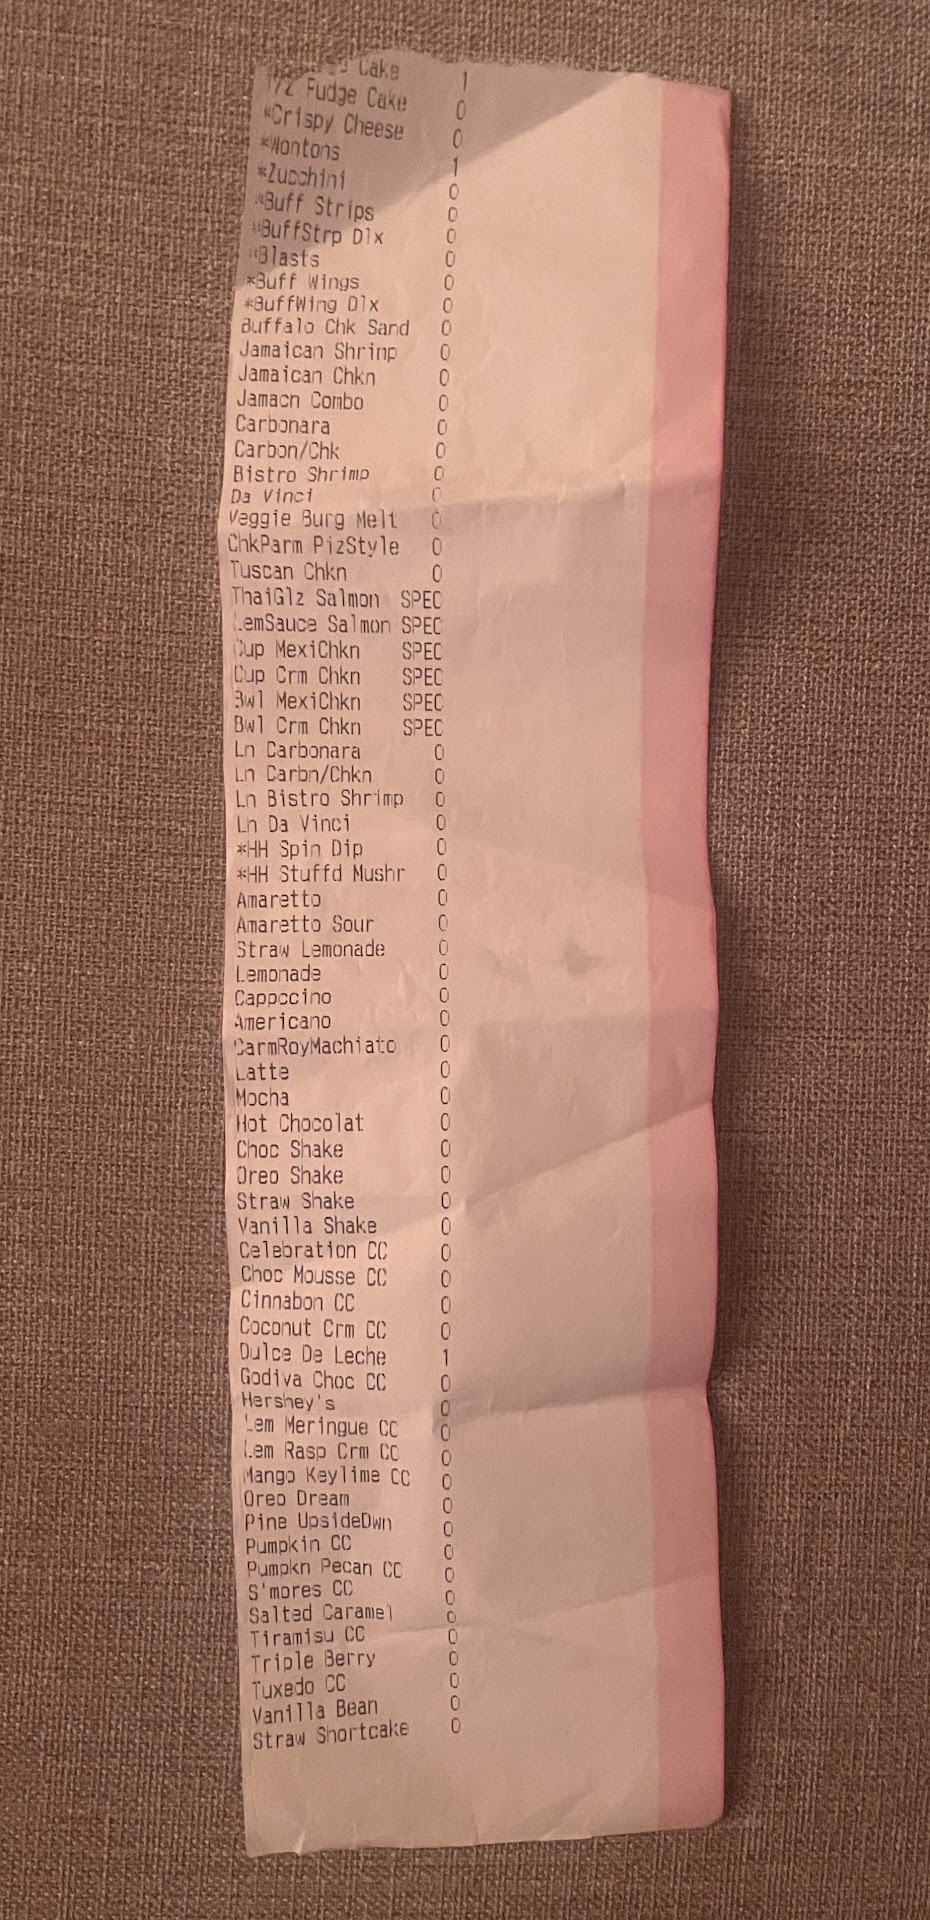 Cake 1
1/2 Fudge Cake 0
*Crispy Cheese 0
*Wontons 1
*Zucchini 0
*Buff Strips 0
*BuffStrp Dlx 0
*Blasts 0
*Buff Wings 0
*BuffWing Dlx 0
Buffalo Chk Sand 0
Jamaican Shrimp 0
Jamaican Chkn 0
Jamacn Combo 0
Carbonara 0
Carbon/Chk 0
Bistro Shrimp 0
Da Vinci 0
Veggie Burg Melt 0
ChkParm PizStyle 0
Tuscan Chkn 0
ThaiGlz Salmon SPEC
LemSauce Salmon SPEC
Cup MexiChkn SPEC
Cup Crm Chkn SPEC
Bwl MexiChkn SPEC
Bwl Crm Chkn SPEC
Ln Carbonara 0
Ln Carbn/Chkn 0
Ln Bistro Shrimp 0
Ln Da Vinci 0
*HH Spin Dip 0
*HH Stuffd Mushr 0
Amaretto 0
Amaretto Sour 0
Straw Lemonade 0
Lemonade 0
Cappccino 0
Americano 0
CarmRoyMachiato 0
Latte 0
Mocha 0
Hot Chocolat 0
Choc Shake 0
Oreo Shake 0
Straw Shake 0
Vanilla Shake 0
Celebration CC 0
Choc Mousse CC 0
Cinnabon CC 0
Coconut Crm CC 0
Dulce De Leche 1
Godiva Choc CC 0
Hershey's 0
Lem Meringue CC 0
Lem Rasp Crm CC 0
Mango Keylime CC 0
Oreo Dream 0
Pine UpsideDwn 0
Pumpkin CC 0
Pumpkn Pecan CC 0
S'mores CC 0
Salted Caramel 0
Tiramisu CC 0
Triple Berry 0
Tuxedo CC 0
Vanilla Bean 0
Straw Shortcake 0